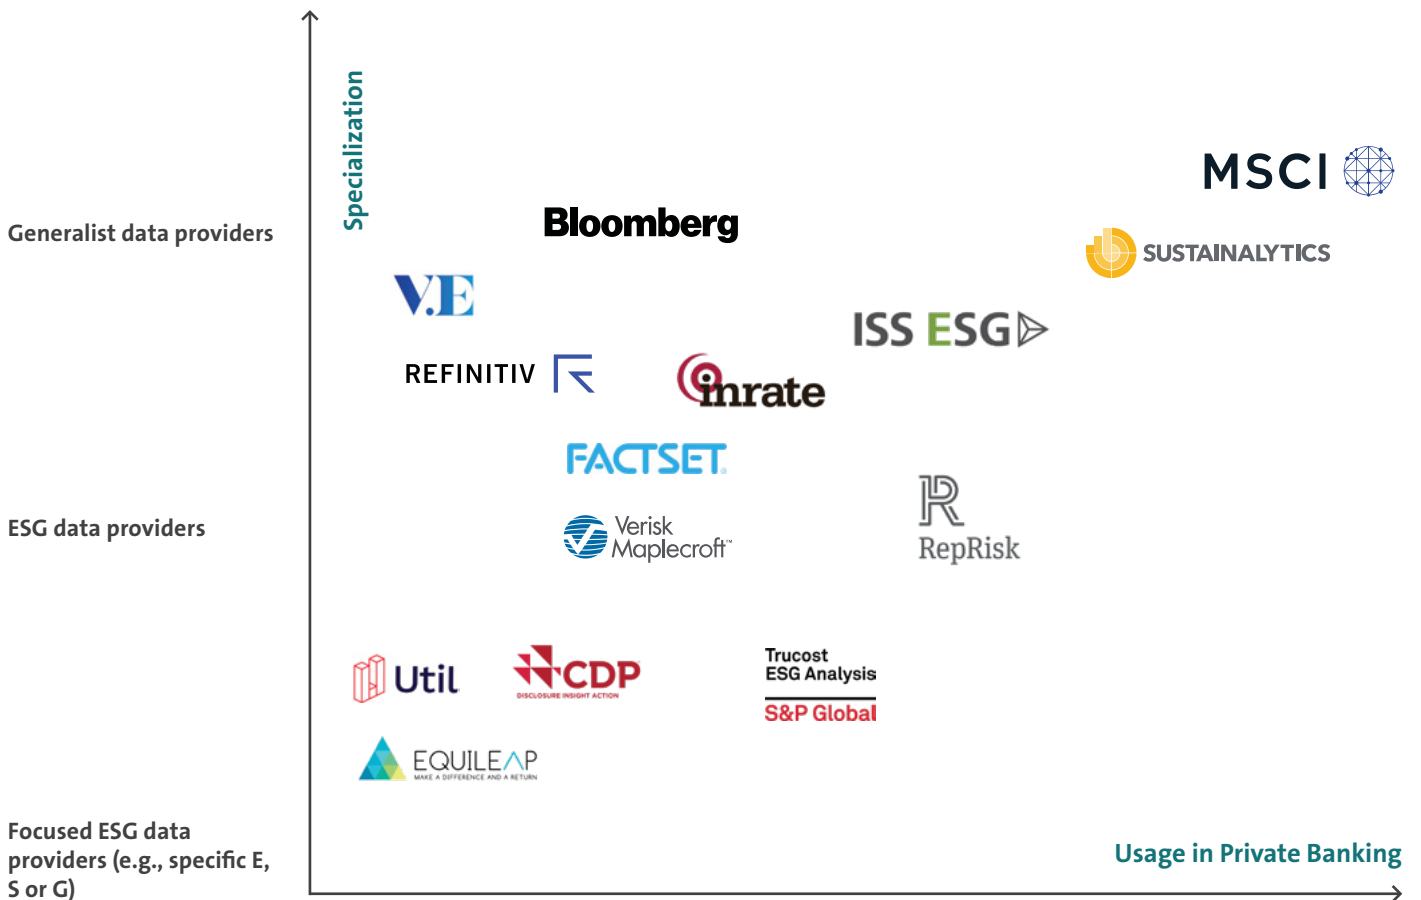 Specialization
MSCI
Generalist data providers
Bloomberg
SUSTAINALYTICS
V.E
ISS ESG
REFINITIV
inrate
FACTSET
ESG data providers
Verisk
Maplecroft™
R
RepRisk
Util
CDP
DISCLOSURE INSIGHT ACTION
Trucost
ESG Analysis
S&P Global
EQUILEAP
MAKE A DIFFERENCE AND A RETURN
Focused ESG data
providers (e.g., specific E,
S or G)
Usage in Private Banking